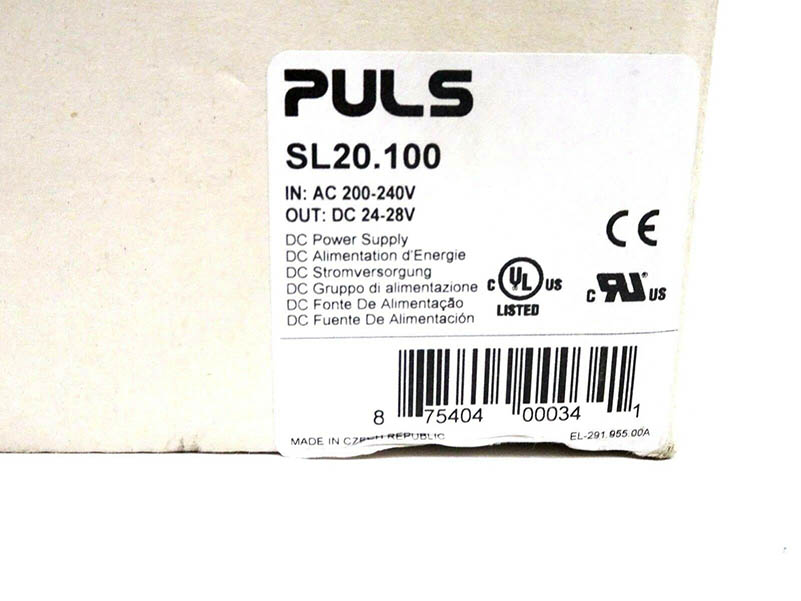 PULS
SL20.100
IN: AC 200-240V
OUT: DC 24-28V
DC Power Supply
DC Alimentation d'Energie
DC Stromversorgung
DC Gruppo di alimentazione
DC Fonte De Alimentação
DC Fuente De Alimentación
CE
C UL US
LISTED
C RU US
8 75404 00034 1
MADE IN CZECH REPUBLIC
EL-291.955.00A